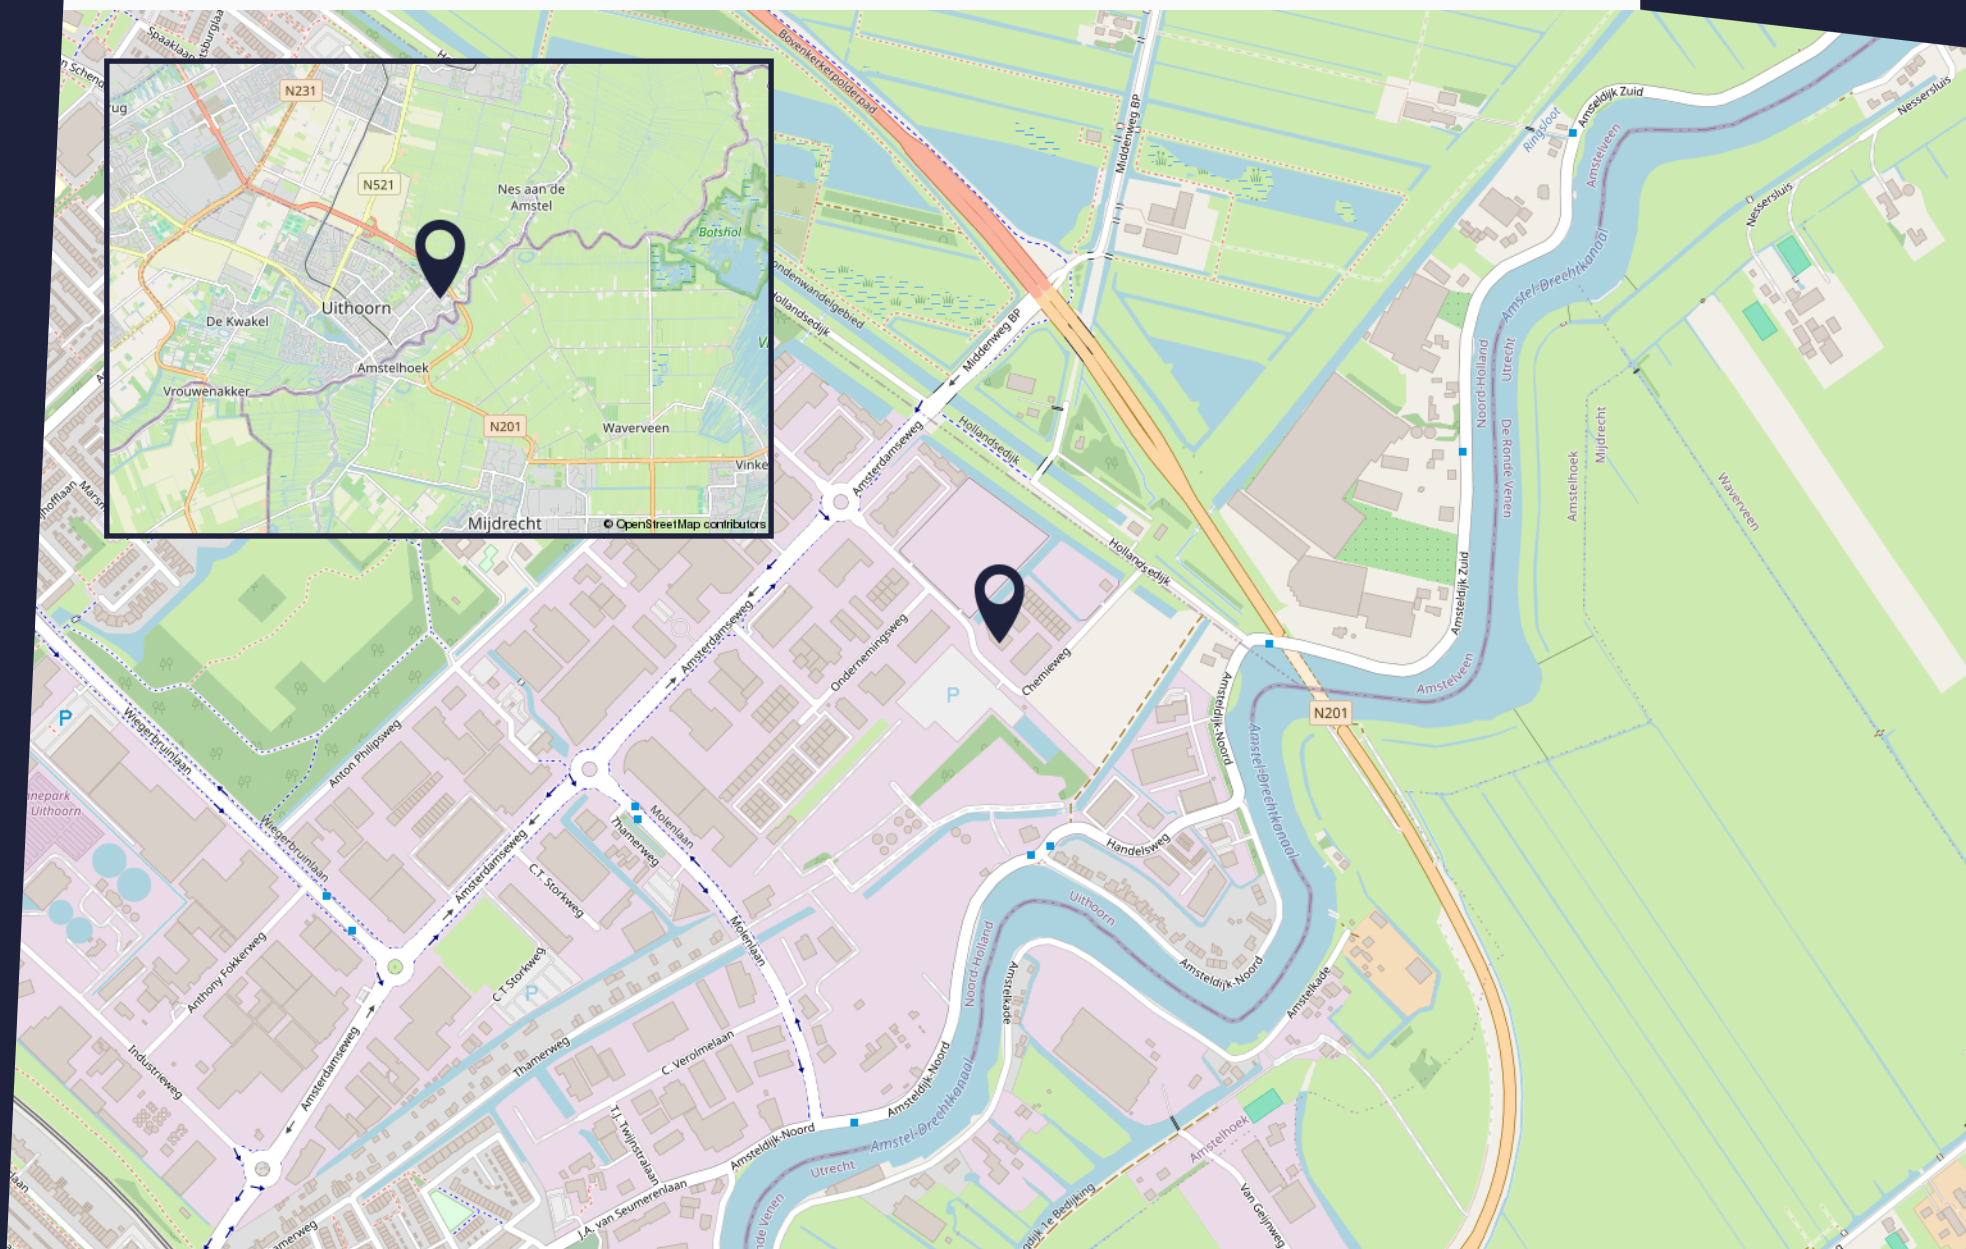 Spaaklaan
N231
N521
Nes aan de
Amstel
Botshol
Uithoorn
De Kwakel
Amstelhoek
Vrouwenakker
N201
Waverveen
Vinke
Mijdrecht
© OpenStreetMap contributors
Bovenkerkerpolderpad
Middenweg BP
Ringsloot
Amseldijk Zuid
Amstelveen
Nessersluis
Nessersluis
Amstel-Drechtkanaal
Middenweg BP
Hollandsedijk
Hollandsedijk
Hollandsedijk
Amsterdamseweg
Noord-Holland
Utrecht
De Ronde Venen
Mijdrecht
Amstelhoek
Waverveen
Amsteldijk Zuid
Amstelveen
Amsterdamseweg
Ondernemingsweg
Chemieweg
P
P
N201
Amsteldijk-Noord
Amstel-Drechtkanaal
Wiegerbruinlaan
Anton Philipsweg
Wiegerbruinlaan
Uithoorn
Molenlaan
Thamerweg
Handelsweg
Amsterdamseweg
C.T. Storkweg
C T Storkweg
P
Molenlaan
Uithoorn
Noord-Holland
Amsteldijk-Noord
Amstelkade
Amstelkade
Anthony Fokkerweg
Industrieweg
Amsterdamseweg
Thamerweg
C. Verolmelaan
T.J. Twijnstralaan
Amsteldijk-Noord
Amsteldijk-Noord
Amstel-Drechtkanaal
Utrecht
Amstelhoek
J.A. van Seumerenlaan
Van Geijnweg